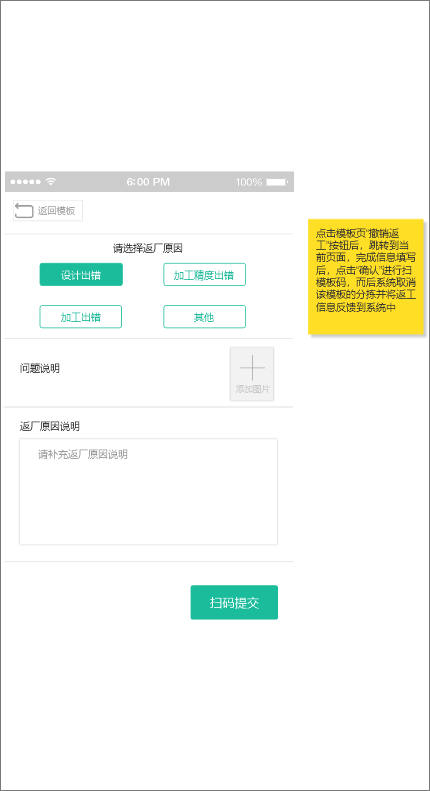 6:00 PM
100%
返回模板
请选择返厂原因
设计出错
加工精度出错
加工出错
其他
问题说明
添加图片
返厂原因说明
请补充返厂原因说明
扫码提交
点击模板页“撤销返
工”按钮后，跳转到当
前页面，完成信息填写
后，点击“确认”进行扫
模板码，而后系统取消
该模板的分拣并将返工
信息反馈到系统中